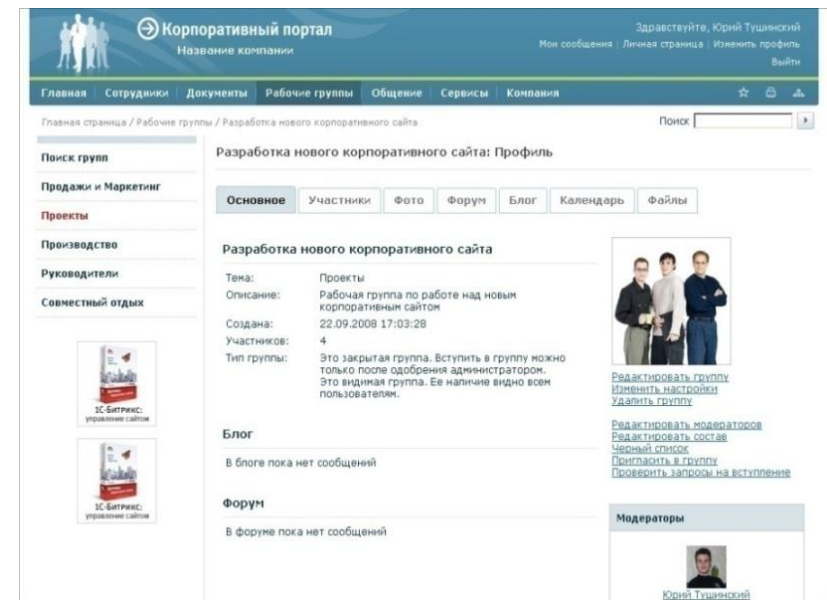 Корпоративный портал
Название компании
Здравствуйте, Юрий Тушинский
Мои сообщения | Личная страница | Изменить профиль
Выйти
Главная Сотрудники Документы Рабочие группы Общение Сервисы Компания
Главная страница / Рабочие группы / Разработка нового корпоративного сайта
Поиск
Поиск групп
Продажи и Маркетинг
Проекты
Производство
Руководители
Совместный отдых
1С-БИТРИКС:
управление сайтом
1С-БИТРИКС:
управление сайтом
Разработка нового корпоративного сайта: Профиль
Основное Участники Фото Форум Блог Календарь Файлы
Разработка нового корпоративного сайта
Тема: Проекты
Описание: Рабочая группа по работе над новым
корпоративным сайтом
Создана: 22.09.2008 17:03:28
Участников: 4
Тип группы: Это закрытая группа. Вступить в группу можно
только после одобрения администратором.
Это видимая группа. Ее наличие видно всем
пользователям.
Блог
В блоге пока нет сообщений
Форум
В форуме пока нет сообщений
Редактировать группу
Изменить настройки
Удалить группу
Редактировать модераторов
Редактировать состав
Черный список
Пригласить в группу
Проверить запросы на вступление
Модераторы
Юрий Тушинский